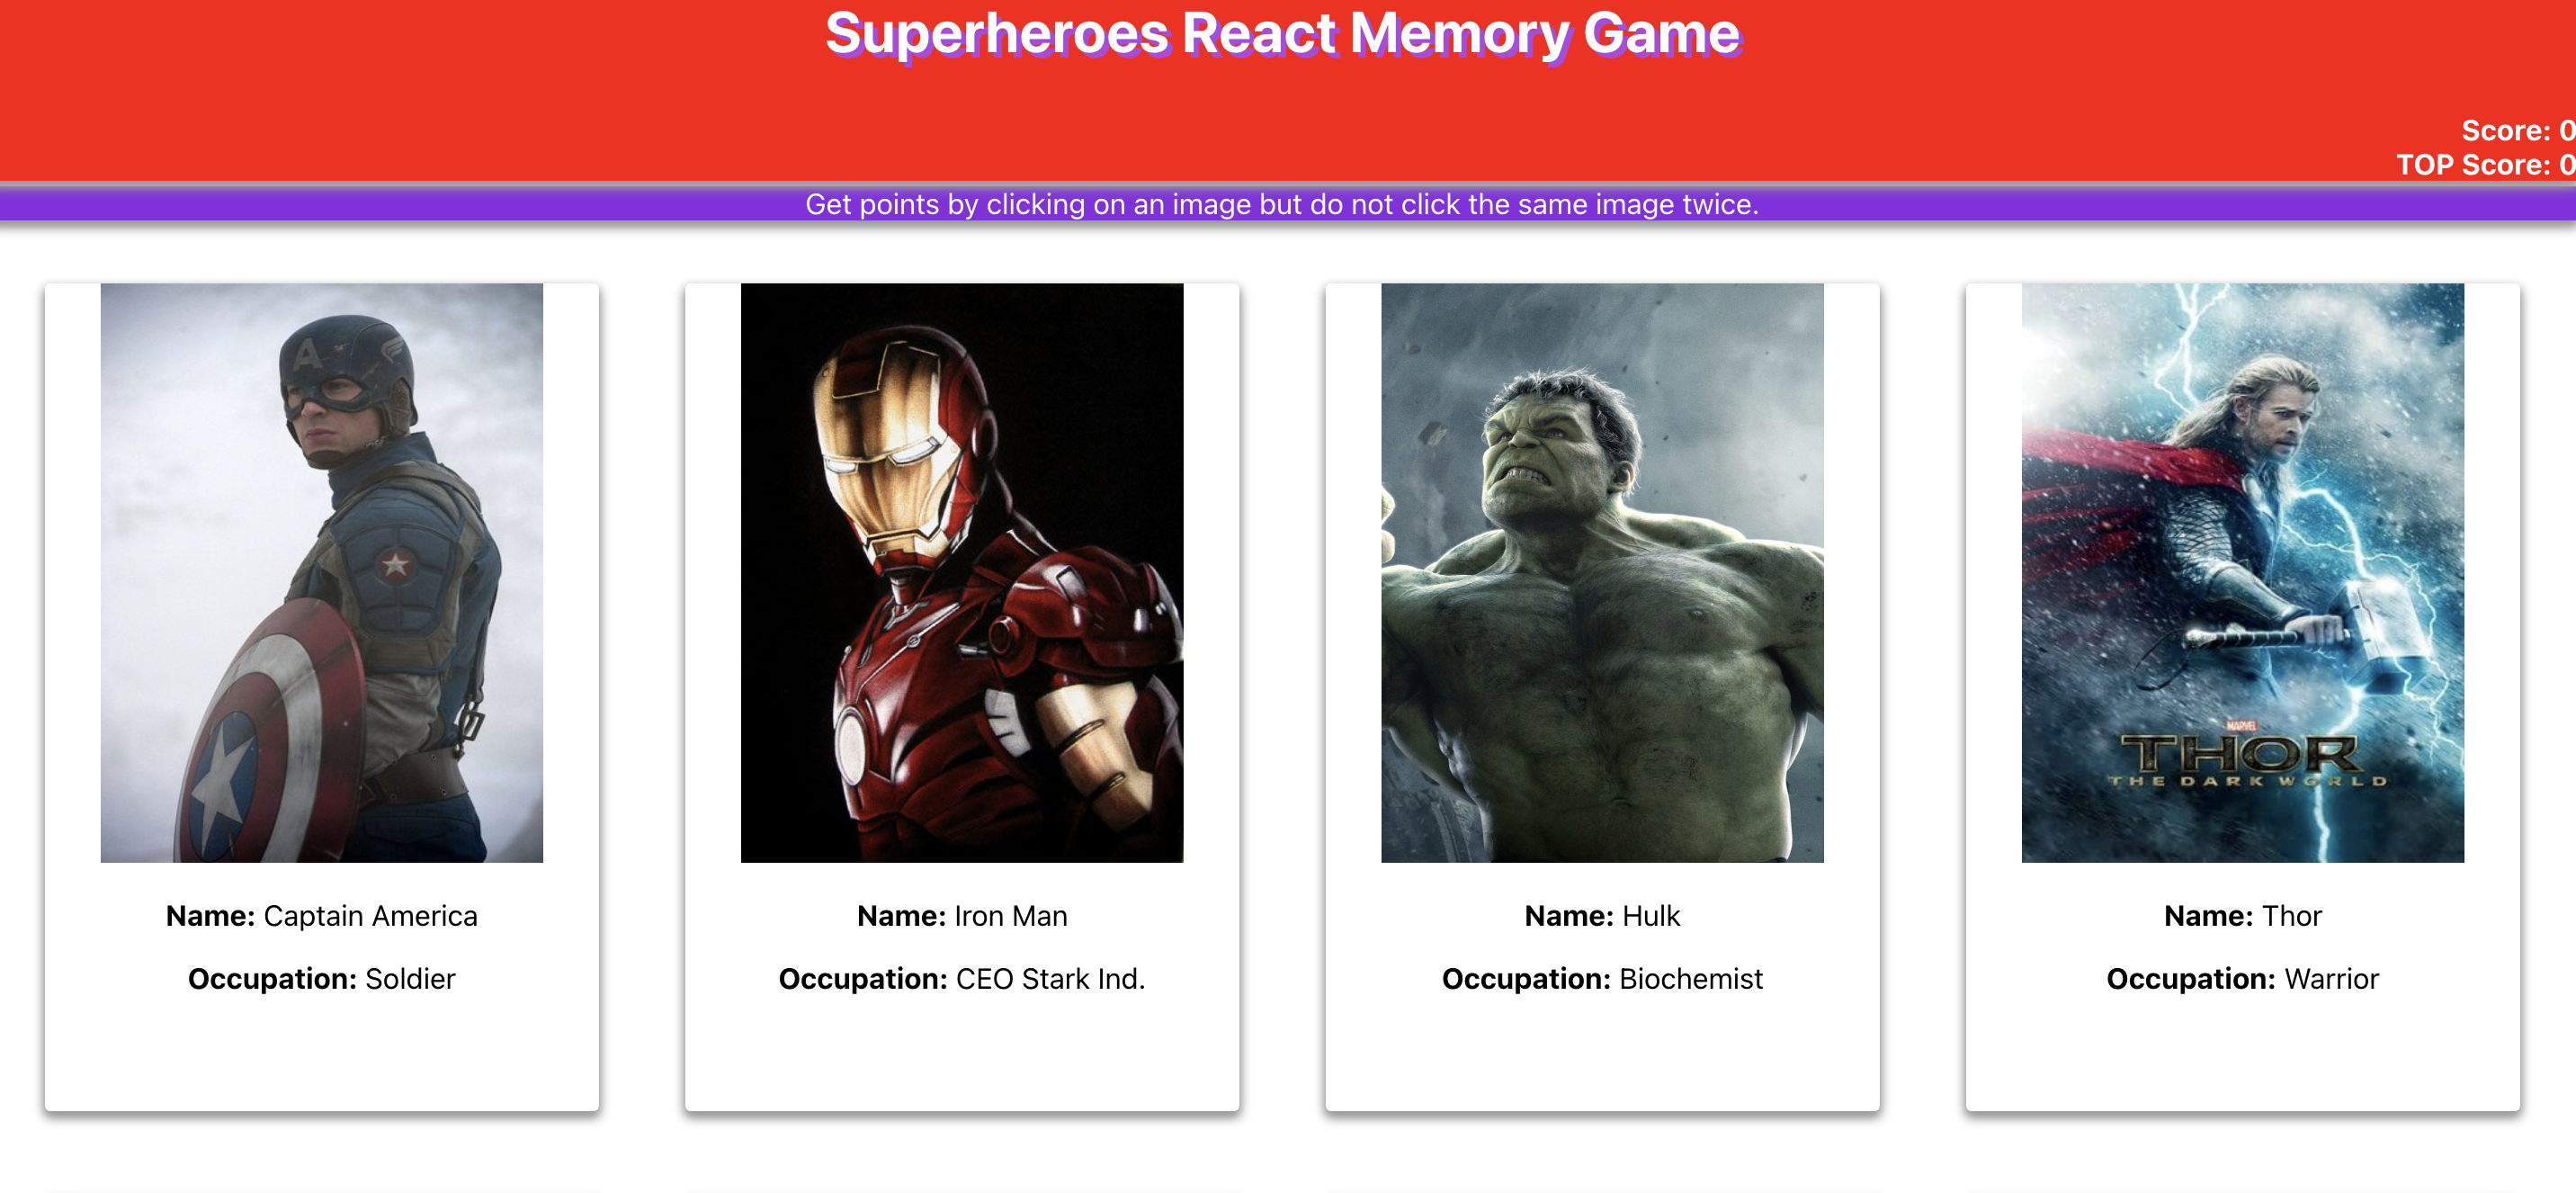 Superheroes React Memory Game
Score: 0
TOP Score: 0
Get points by clicking on an image but do not click the same image twice.
A
MARVEL
THOR
THE DARK WORLD
Name: Captain America
Occupation: Soldier
Name: Iron Man
Occupation: CEO Stark Ind.
Name: Hulk
Occupation: Biochemist
Name: Thor
Occupation: Warrior